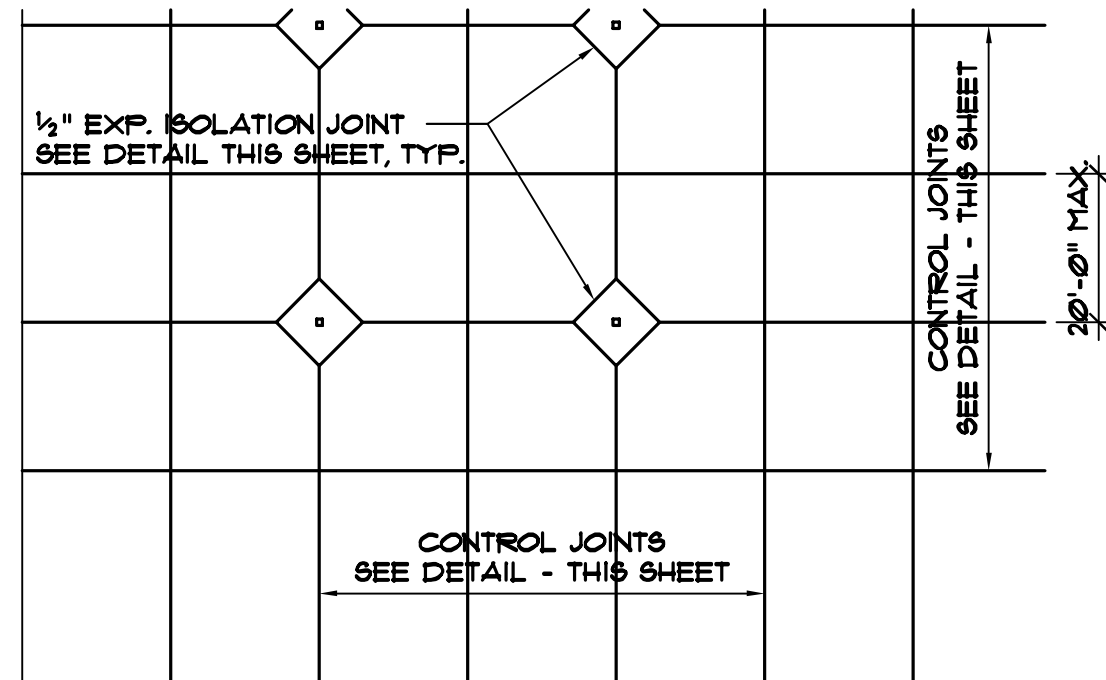 ½" EXP. ISOLATION JOINT
SEE DETAIL THIS SHEET, TYP.
CONTROL JOINTS
SEE DETAIL - THIS SHEET
20'-0" MAX.
CONTROL JOINTS
SEE DETAIL - THIS SHEET